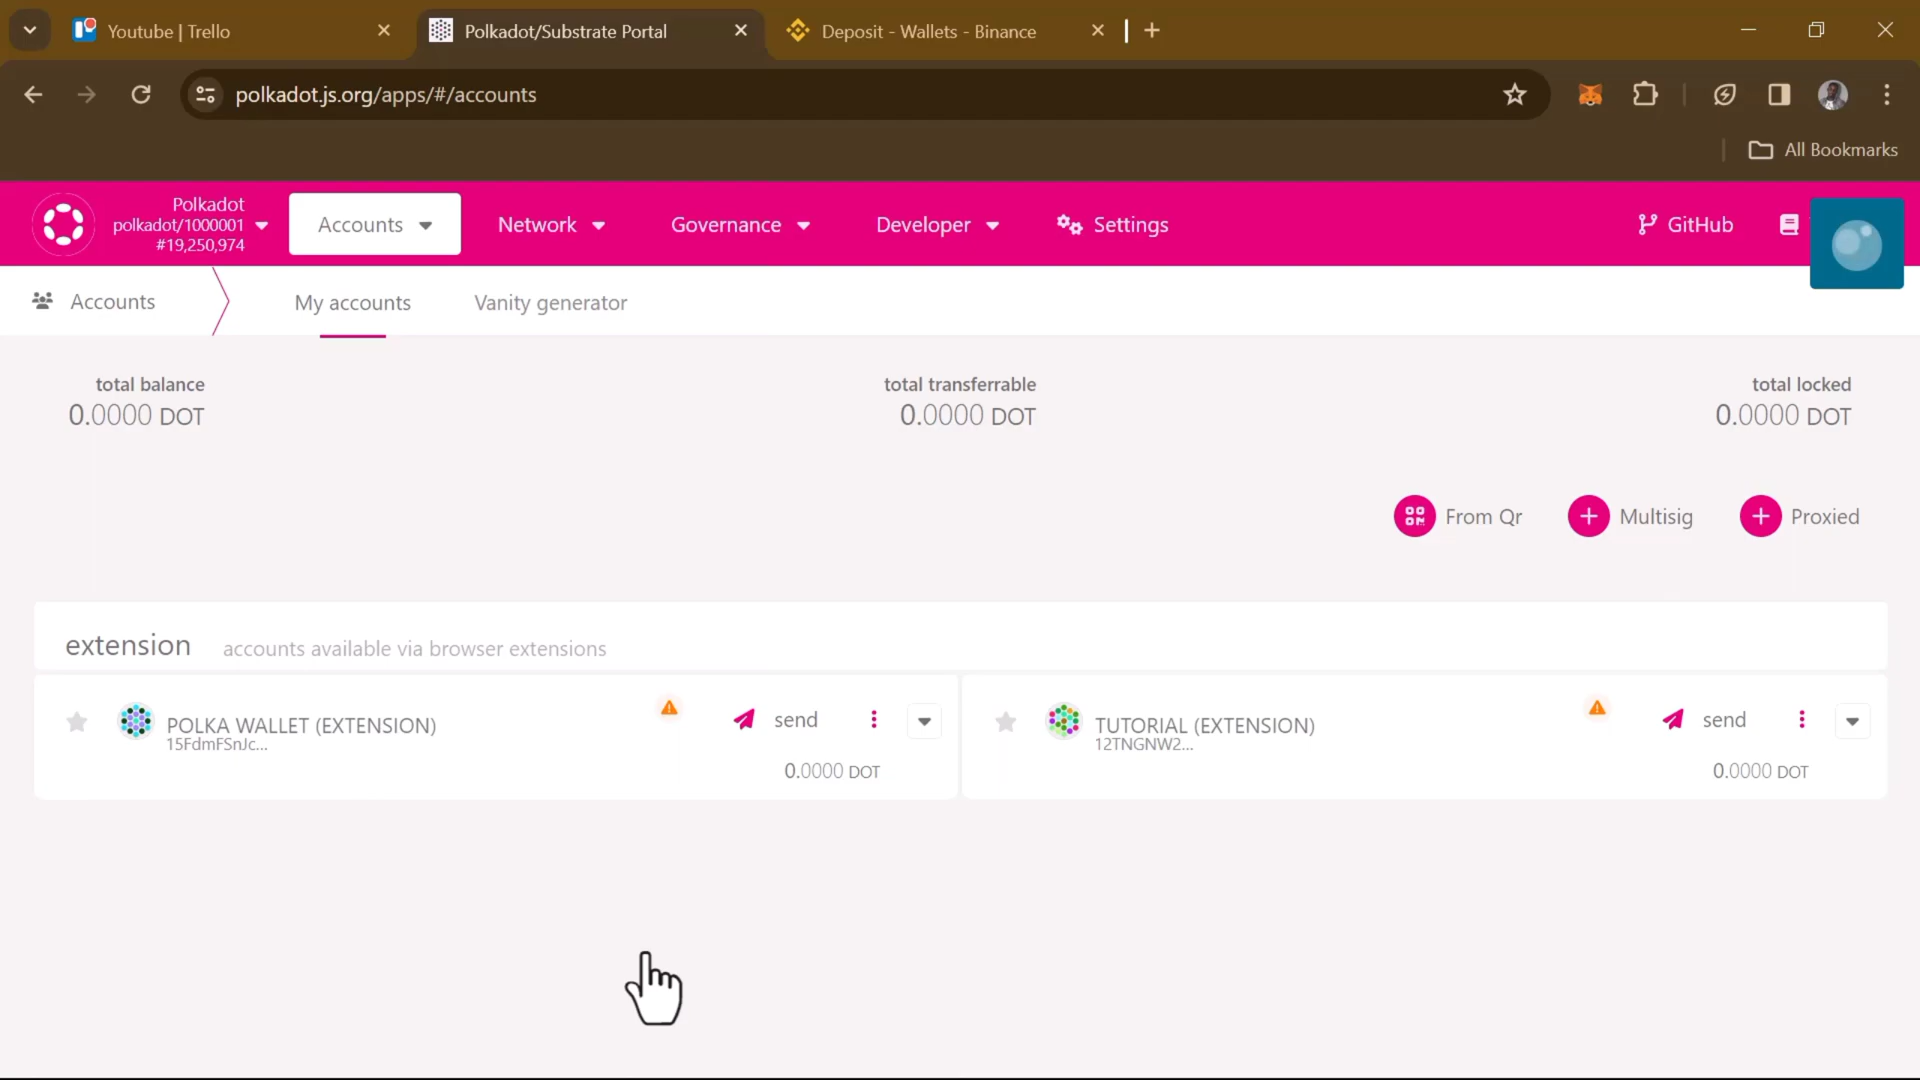 Youtube | Trello
Polkadot/Substrate Portal
Deposit - Wallets - Binance
polkadot.js.org/apps/#/accounts
All Bookmarks
Polkadot
polkadot/1000001
#19,250,974
Accounts
Network
Governance
Developer
Settings
GitHub
Accounts
My accounts
Vanity generator
total balance
0.0000 DOT
total transferrable
0.0000 DOT
total locked
0.0000 DOT
From Qr
Multisig
Proxied
extension accounts available via browser extensions
POLKA WALLET (EXTENSION)
15FdmFSnJc...
send
0.0000 DOT
TUTORIAL (EXTENSION)
12TNGNW2...
send
0.0000 DOT